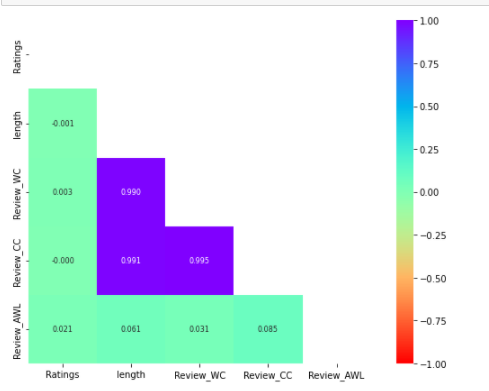 Ratings
length
-0.001
Review_WC
0.003 0.990
Review_CC
-0.000 0.991 0.995
Review_AWL
0.021 0.061 0.031 0.085
Ratings length Review_WC Review_CC Review_AWL
1.00
0.75
0.50
0.25
0.00
−0.25
−0.50
−0.75
−1.00